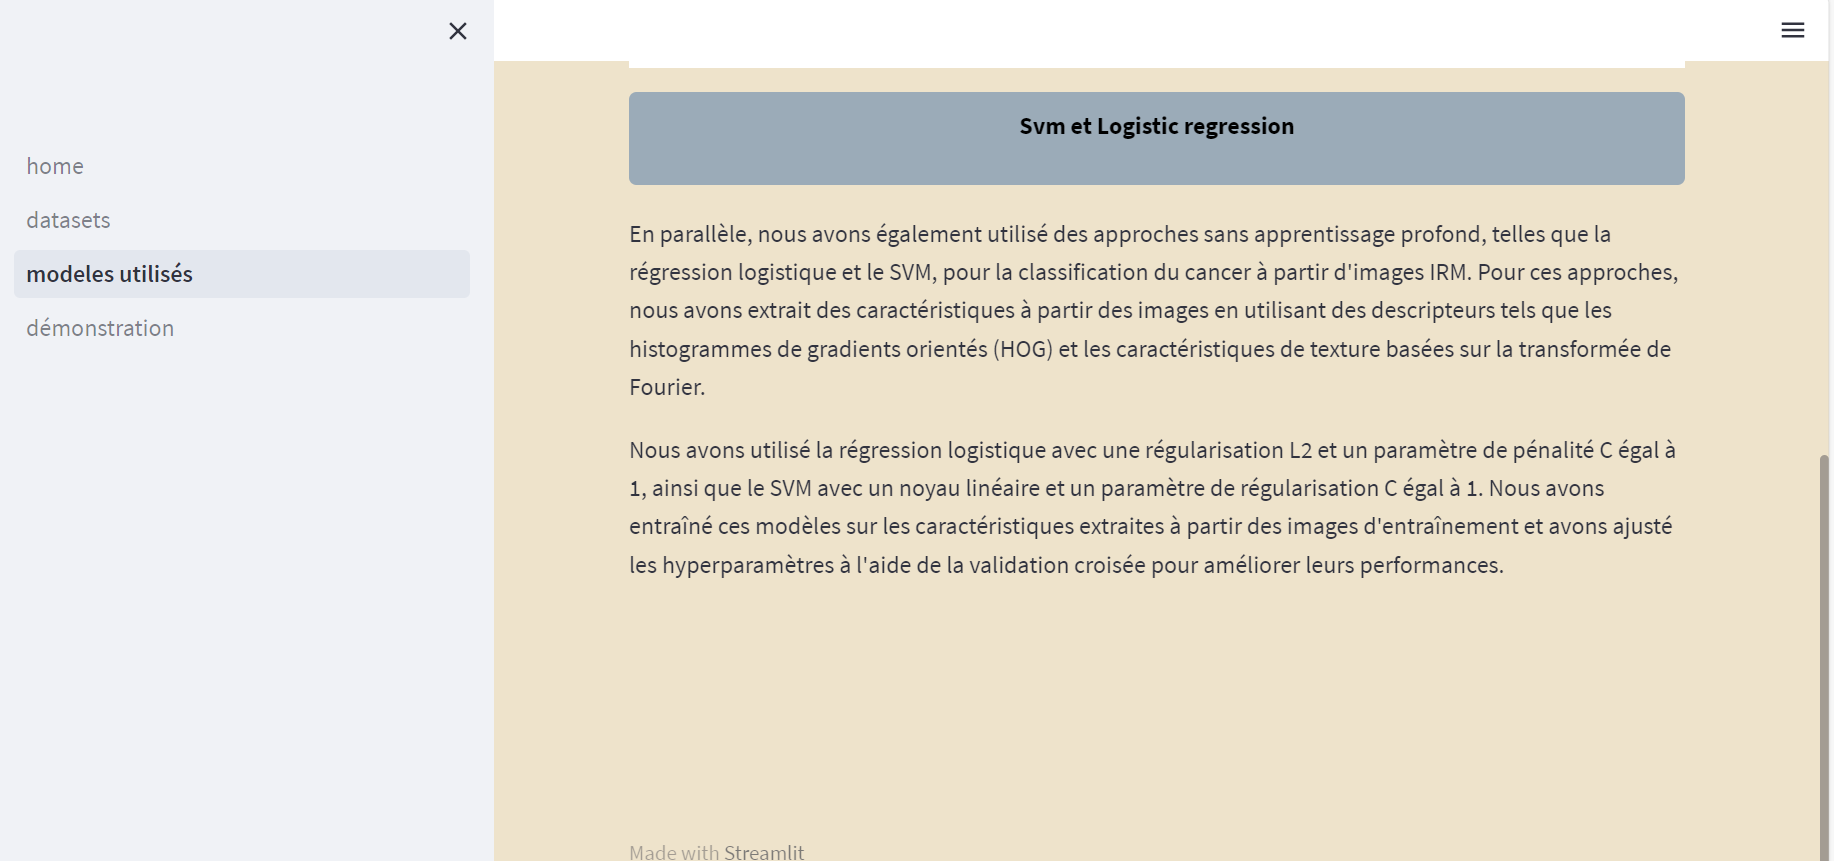 home
datasets
modeles utilisés
démonstration
Svm et Logistic regression
En parallèle, nous avons également utilisé des approches sans apprentissage profond, telles que la
régression logistique et le SVM, pour la classification du cancer à partir d'images IRM. Pour ces approches,
nous avons extrait des caractéristiques à partir des images en utilisant des descripteurs tels que les
histogrammes de gradients orientés (HOG) et les caractéristiques de texture basées sur la transformée de
Fourier.
Nous avons utilisé la régression logistique avec une régularisation L2 et un paramètre de pénalité C égal à
1, ainsi que le SVM avec un noyau linéaire et un paramètre de régularisation C égal à 1. Nous avons
entraîné ces modèles sur les caractéristiques extraites à partir des images d'entraînement et avons ajusté
les hyperparamètres à l'aide de la validation croisée pour améliorer leurs performances.
Made with Streamlit